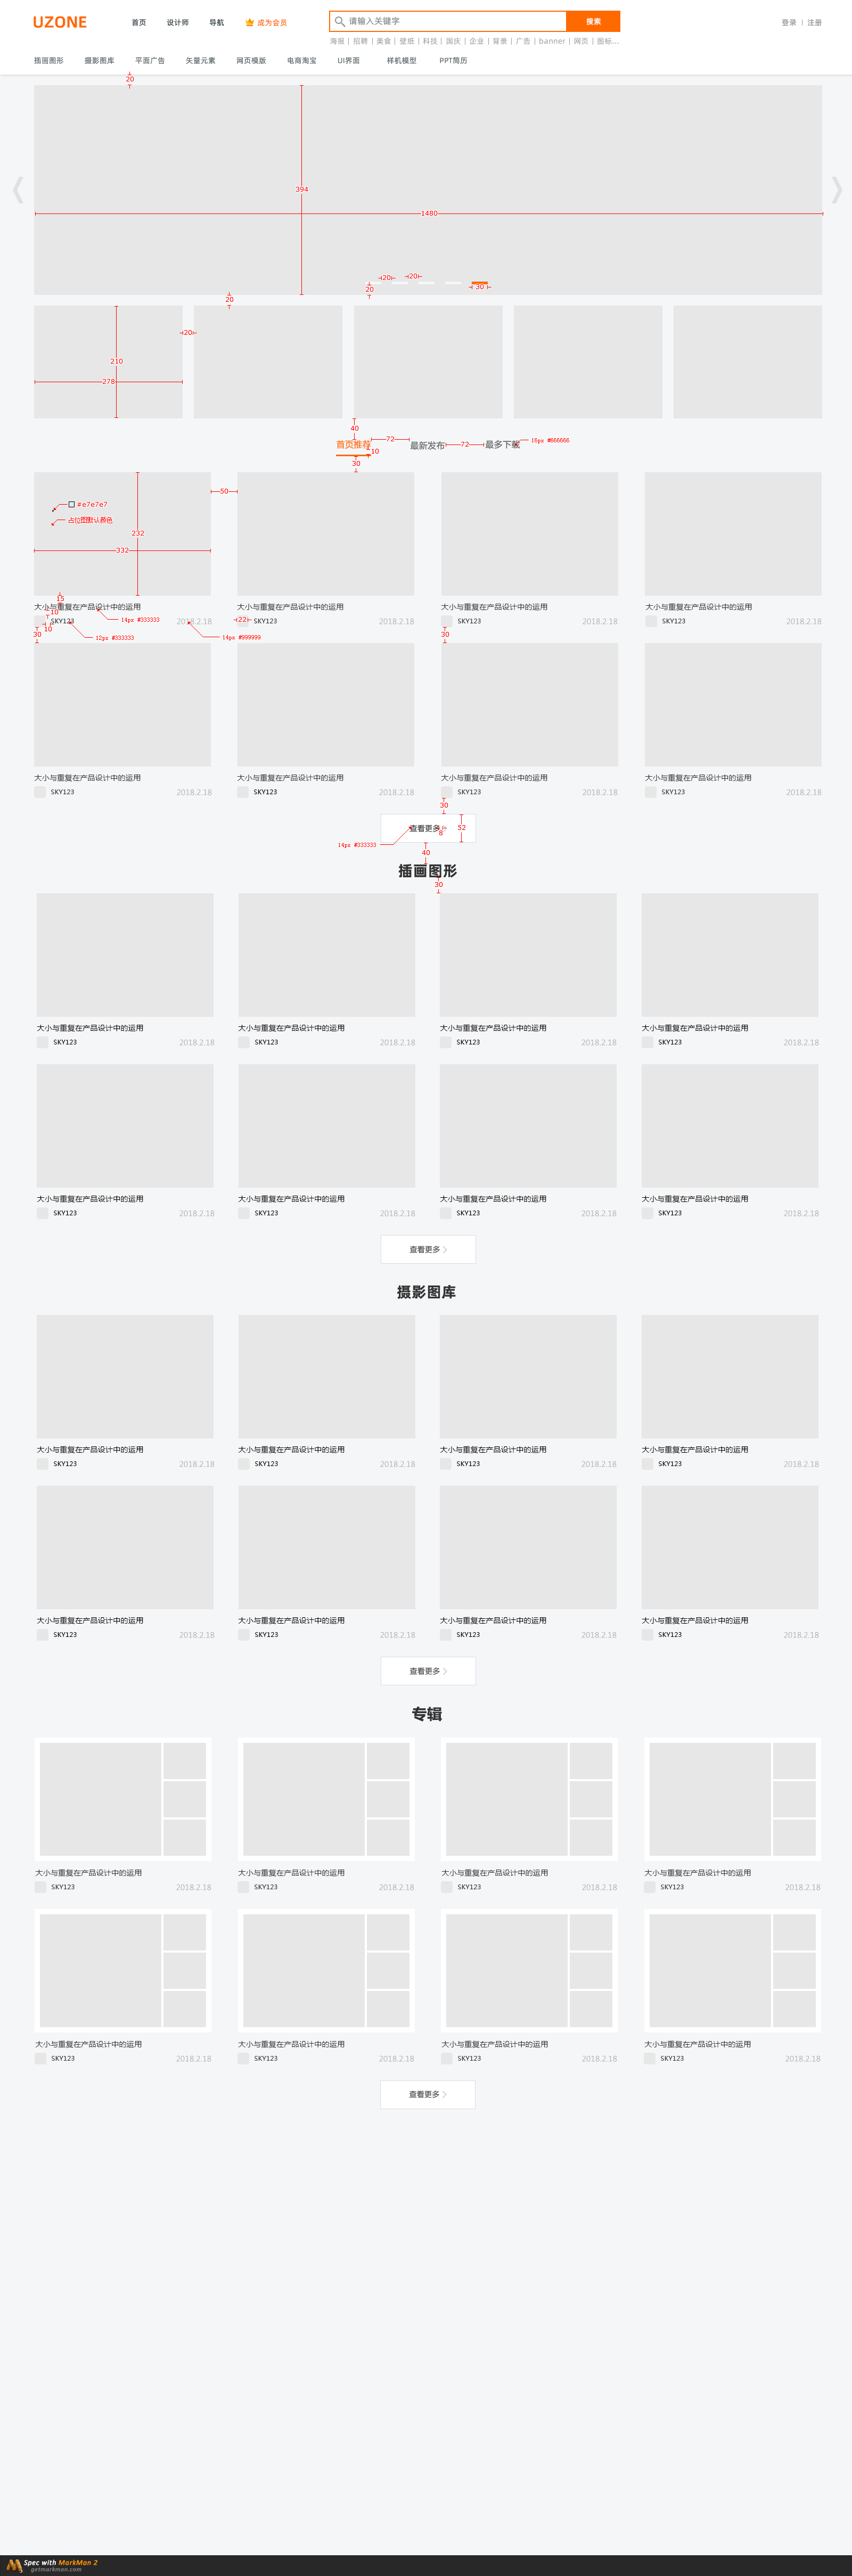 UZONE 首页 设计师 导航 成为会员 请输入关键字 搜索 登录 | 注册
海报 | 招聘 | 美食 | 壁纸 | 科技 | 国庆 | 企业 | 背景 | 广告 | banner | 网页 | 图标...
插画图形 摄影图库 平面广告 矢量元素 网页模版 电商淘宝 UI界面 样机模型 PPT简历
20
394
1480
20 20
20 30
20
20
210
278
40
首页推荐 72 最新发布 72 最多下载 16px #666666
10
30
50
#e7e7e7
占位图默认颜色
232
332
15
大小与重复在产品设计中的运用 大小与重复在产品设计中的运用 大小与重复在产品设计中的运用 大小与重复在产品设计中的运用
10
SKY123 14px #333333 2018.2.18 22 SKY123 2018.2.18 SKY123 2018.2.18 SKY123 2018.2.18
10
30 12px #333333 14px #999999 30
大小与重复在产品设计中的运用 大小与重复在产品设计中的运用 大小与重复在产品设计中的运用 大小与重复在产品设计中的运用
SKY123 2018.2.18 SKY123 2018.2.18 SKY123 2018.2.18 SKY123 2018.2.18
30
查看更多 8 52
14px #333333
40
插画图形
30
大小与重复在产品设计中的运用 大小与重复在产品设计中的运用 大小与重复在产品设计中的运用 大小与重复在产品设计中的运用
SKY123 2018.2.18 SKY123 2018.2.18 SKY123 2018.2.18 SKY123 2018.2.18
大小与重复在产品设计中的运用 大小与重复在产品设计中的运用 大小与重复在产品设计中的运用 大小与重复在产品设计中的运用
SKY123 2018.2.18 SKY123 2018.2.18 SKY123 2018.2.18 SKY123 2018.2.18
查看更多
摄影图库
大小与重复在产品设计中的运用 大小与重复在产品设计中的运用 大小与重复在产品设计中的运用 大小与重复在产品设计中的运用
SKY123 2018.2.18 SKY123 2018.2.18 SKY123 2018.2.18 SKY123 2018.2.18
大小与重复在产品设计中的运用 大小与重复在产品设计中的运用 大小与重复在产品设计中的运用 大小与重复在产品设计中的运用
SKY123 2018.2.18 SKY123 2018.2.18 SKY123 2018.2.18 SKY123 2018.2.18
查看更多
专辑
大小与重复在产品设计中的运用 大小与重复在产品设计中的运用 大小与重复在产品设计中的运用 大小与重复在产品设计中的运用
SKY123 2018.2.18 SKY123 2018.2.18 SKY123 2018.2.18 SKY123 2018.2.18
大小与重复在产品设计中的运用 大小与重复在产品设计中的运用 大小与重复在产品设计中的运用 大小与重复在产品设计中的运用
SKY123 2018.2.18 SKY123 2018.2.18 SKY123 2018.2.18 SKY123 2018.2.18
查看更多
Spec with MarkMan 2
getmarkman.com